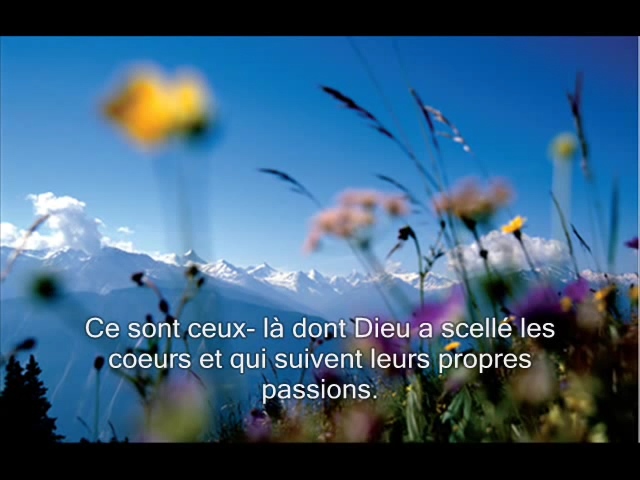 Ce sont ceux- là dont Dieu a scellé les
coeurs et qui suivent leurs propres
passions.